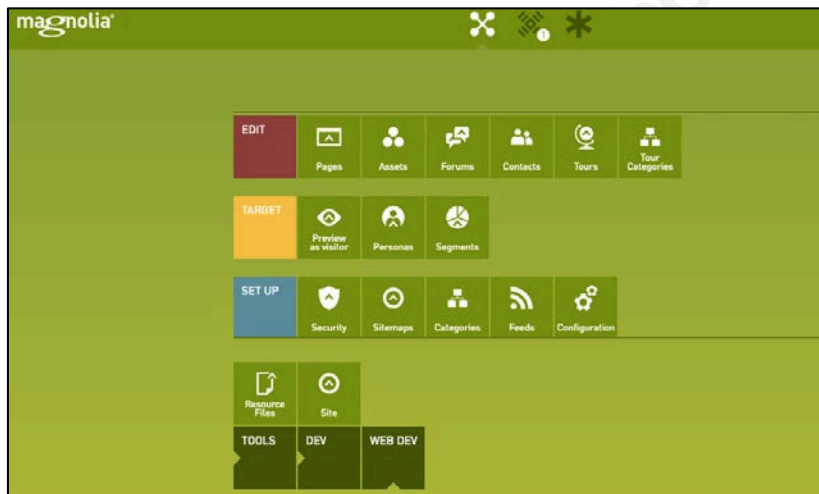 magnolia®
1
EDIT
Pages
Assets
Forums
Contacts
Tours
Tour
Categories
TARGET
Preview
as visitor
Personas
Segments
SET UP
Security
Sitemaps
Categories
Feeds
Configuration
Resource
Files
Site
TOOLS
DEV
WEB DEV